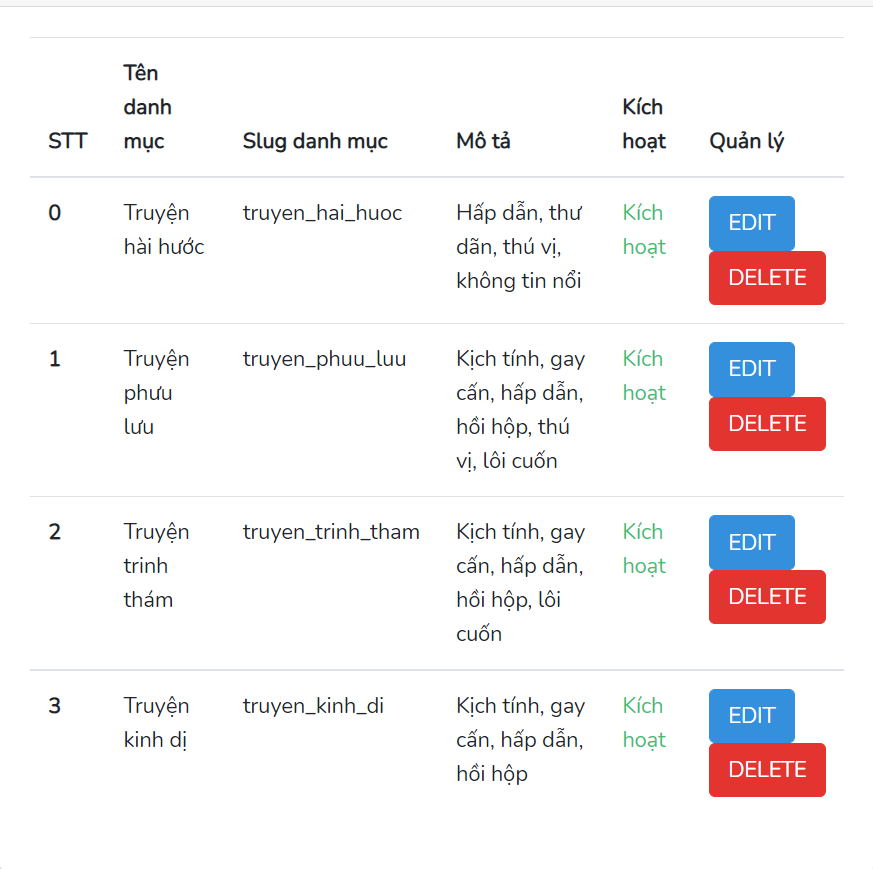 STT
Tên
danh
mục
Slug danh mục
Mô tả
Kích
hoạt
Quản lý
0
Truyện
hài hước
truyen_hai_huoc
Hấp dẫn, thư
dãn, thú vị,
không tin nổi
Kích
hoạt
EDIT
DELETE
1
Truyện
phưu
lưu
truyen_phuu_luu
Kịch tính, gay
cấn, hấp dẫn,
hồi hộp, thú
vị, lôi cuốn
Kích
hoạt
EDIT
DELETE
2
Truyện
trinh
thám
truyen_trinh_tham
Kịch tính, gay
cấn, hấp dẫn,
hồi hộp, lôi
cuốn
Kích
hoạt
EDIT
DELETE
3
Truyện
kinh dị
truyen_kinh_di
Kịch tính, gay
cấn, hấp dẫn,
hồi hộp
Kích
hoạt
EDIT
DELETE